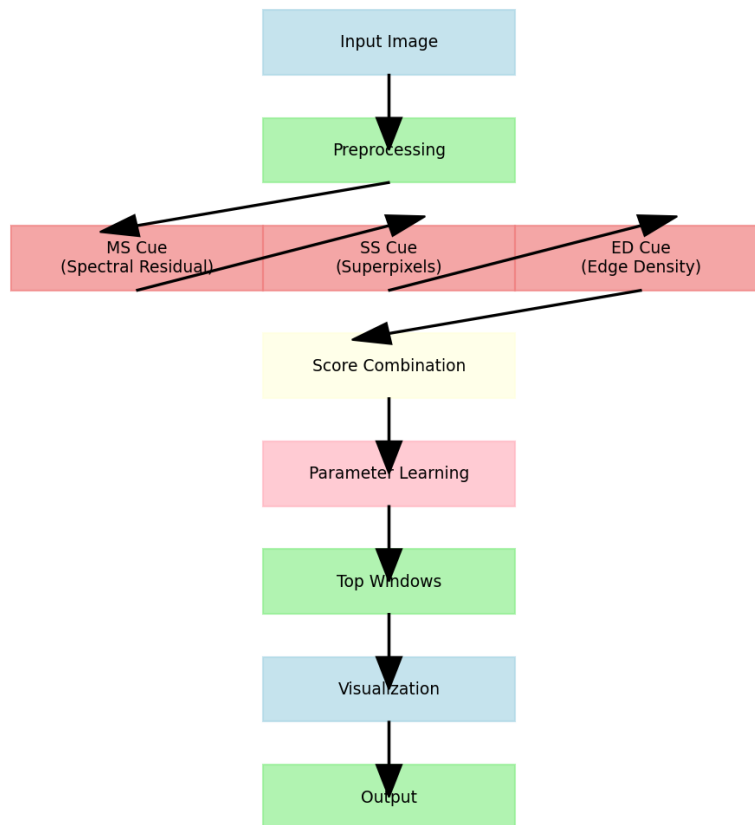 Input Image
Preprocessing
MS Cue
(Spectral Residual)
SS Cue
(Superpixels)
ED Cue
(Edge Density)
Score Combination
Parameter Learning
Top Windows
Visualization
Output